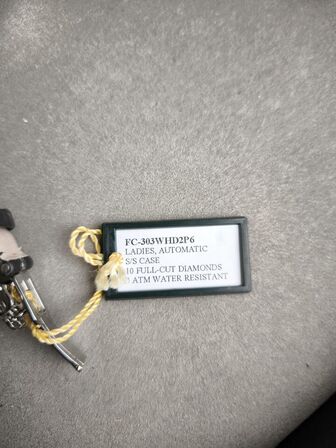 FC-303WHD2P6
LADIES, AUTOMATIC
S/S CASE
10 FULL-CUT DIAMONDS
ATM WATER RESISTANT